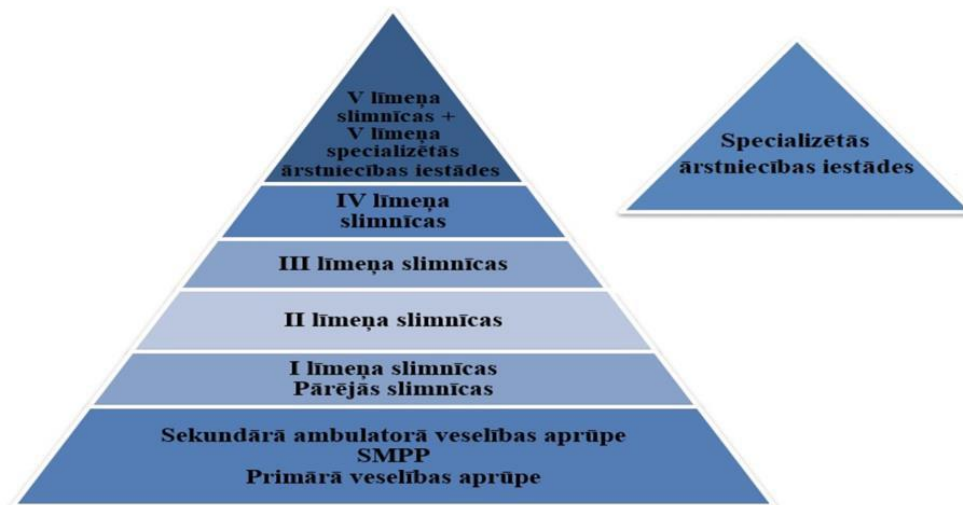 V līmeņa
slimnīcas +
V līmeņa
specializētās
ārstniecības iestādes
IV līmeņa
slimnīcas
III līmeņa slimnīcas
II līmeņa slimnīcas
I līmeņa slimnīcas
Pārējās slimnīcas
Sekundārā ambulatorā veselības aprūpe
SMPP
Primārā veselības aprūpe
Specializētās
ārstniecības iestādes